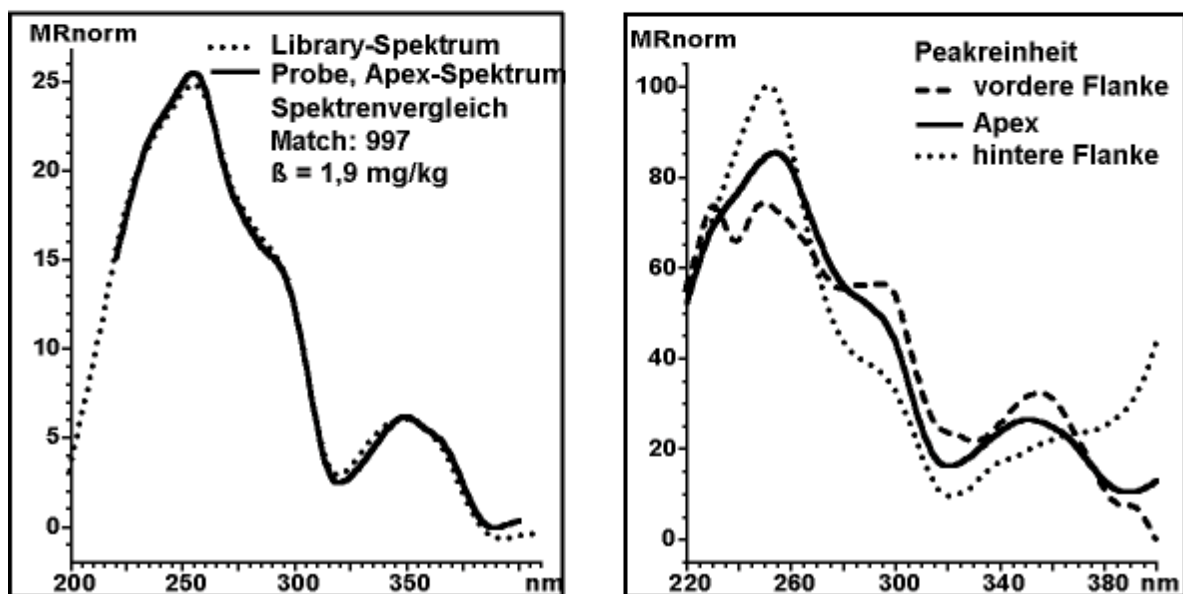 MRnorm
Library-Spektrum
Probe, Apex-Spektrum
Spektrenvergleich
Match: 997
ß = 1,9 mg/kg
25
20
15
10
5
0
200 250 300 350 nm
MRnorm
Peakreinheit
vordere Flanke
Apex
hintere Flanke
100
80
60
40
20
0
220 260 300 340 380 nm